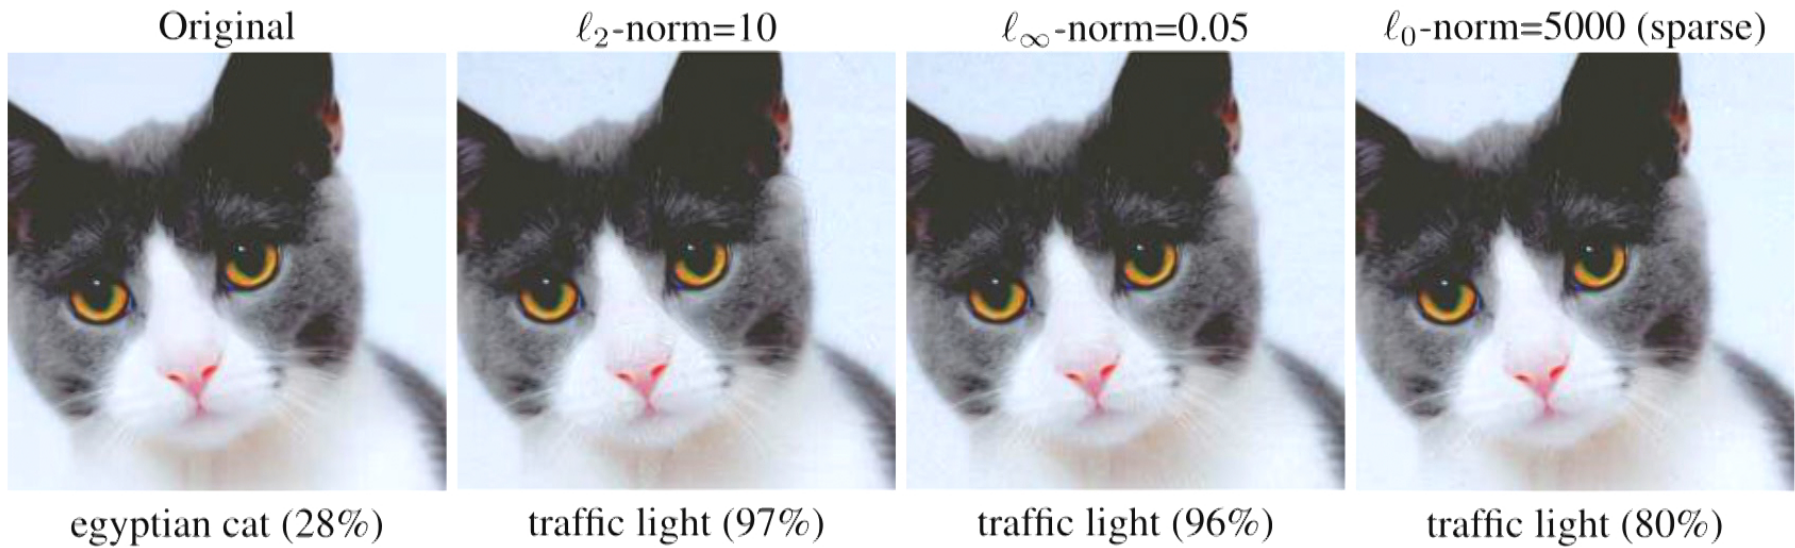 Original
ℓ₂-norm=10
ℓ∞-norm=0.05
ℓ₀-norm=5000 (sparse)
egyptian cat (28%)
traffic light (97%)
traffic light (96%)
traffic light (80%)